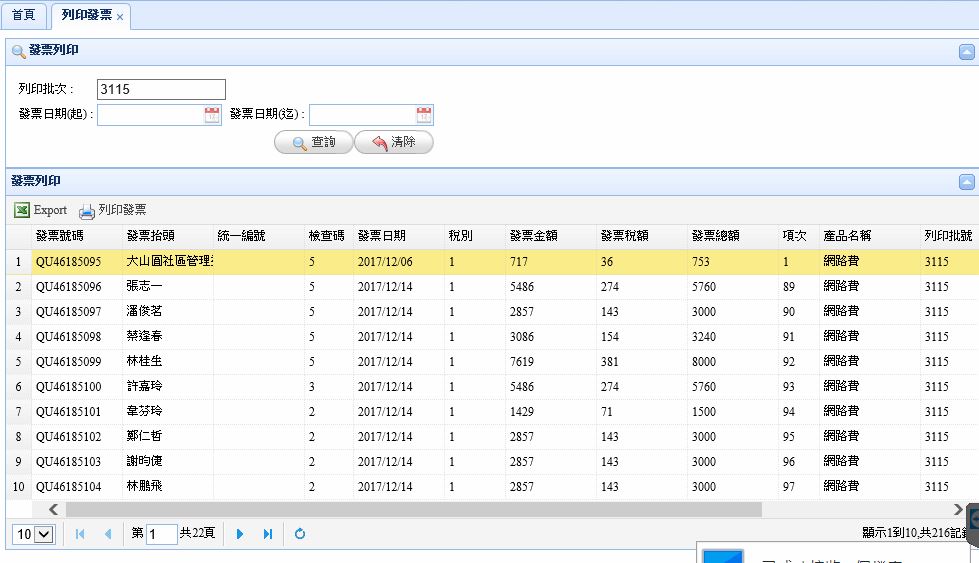 首頁 列印發票 ×
發票列印
列印批次 : 3115
發票日期(起) : 發票日期(迄) :
查詢 清除
發票列印
Export 列印發票
發票號碼 發票抬頭 統一編號 檢查碼 發票日期 稅別 發票金額 發票稅額 發票總額 項次 產品名稱 列印批號
1 QU46185095 大山園社區管理 5 2017/12/06 1 717 36 753 1 網路費 3115
2 QU46185096 張志一 5 2017/12/14 1 5486 274 5760 89 網路費 3115
3 QU46185097 潘俊茗 5 2017/12/14 1 2857 143 3000 90 網路費 3115
4 QU46185098 蔡逢春 5 2017/12/14 1 3086 154 3240 91 網路費 3115
5 QU46185099 林桂生 5 2017/12/14 1 7619 381 8000 92 網路費 3115
6 QU46185100 許嘉玲 3 2017/12/14 1 5486 274 5760 93 網路費 3115
7 QU46185101 韋芬玲 2 2017/12/14 1 1429 71 1500 94 網路費 3115
8 QU46185102 鄭仁哲 2 2017/12/14 1 2857 143 3000 95 網路費 3115
9 QU46185103 謝昀倢 2 2017/12/14 1 2857 143 3000 96 網路費 3115
10 QU46185104 林鵬飛 2 2017/12/14 1 2857 143 3000 97 網路費 3115
10 第 1 共22頁 顯示1到10,共216記